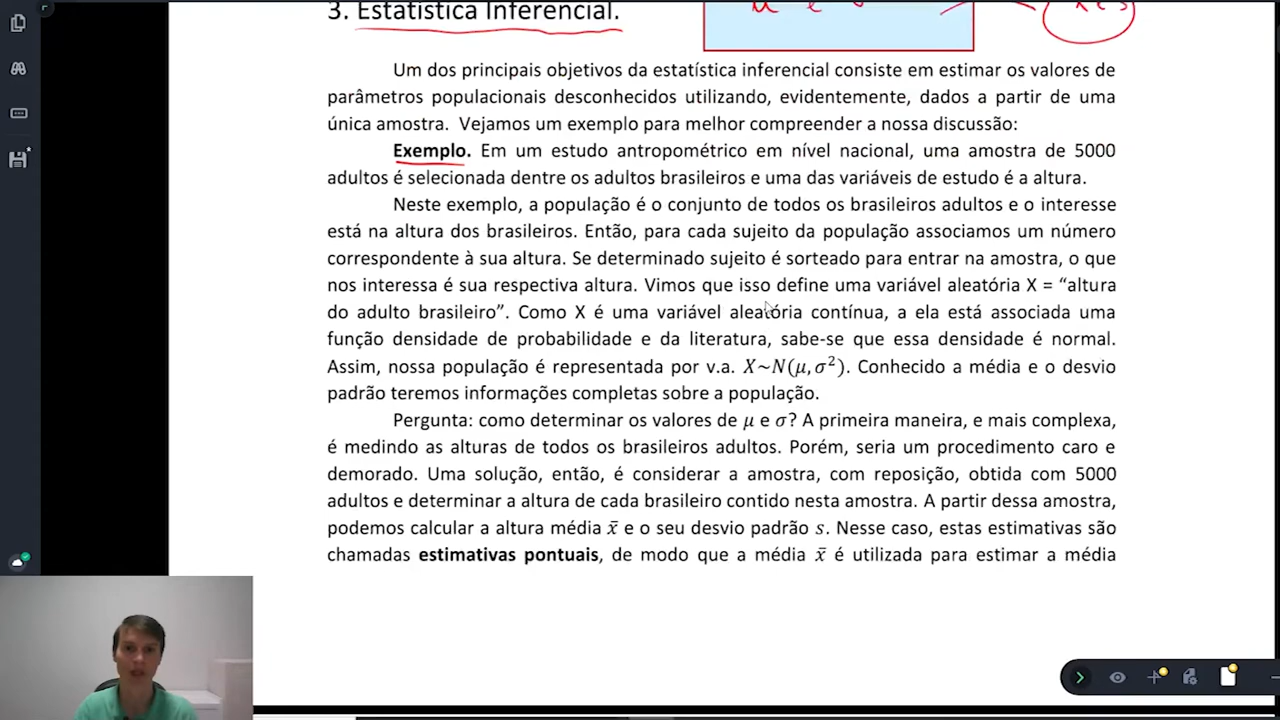 3. Estatística Inferencial.
Um dos principais objetivos da estatística inferencial consiste em estimar os valores de
parâmetros populacionais desconhecidos utilizando, evidentemente, dados a partir de uma
única amostra. Vejamos um exemplo para melhor compreender a nossa discussão:
Exemplo. Em um estudo antropométrico em nível nacional, uma amostra de 5000
adultos é selecionada dentre os adultos brasileiros e uma das variáveis de estudo é a altura.
Neste exemplo, a população é o conjunto de todos os brasileiros adultos e o interesse
está na altura dos brasileiros. Então, para cada sujeito da população associamos um número
correspondente à sua altura. Se determinado sujeito é sorteado para entrar na amostra, o que
nos interessa é sua respectiva altura. Vimos que isso define uma variável aleatória X = “altura
do adulto brasileiro”. Como X é uma variável aleatória contínua, a ela está associada uma
função densidade de probabilidade e da literatura, sabe-se que essa densidade é normal.
Assim, nossa população é representada por v.a. X~N(μ, σ²). Conhecido a média e o desvio
padrão teremos informações completas sobre a população.
Pergunta: como determinar os valores de μ e σ? A primeira maneira, e mais complexa,
é medindo as alturas de todos os brasileiros adultos. Porém, seria um procedimento caro e
demorado. Uma solução, então, é considerar a amostra, com reposição, obtida com 5000
adultos e determinar a altura de cada brasileiro contido nesta amostra. A partir dessa amostra,
podemos calcular a altura média x̄ e o seu desvio padrão s. Nesse caso, estas estimativas são
chamadas estimativas pontuais, de modo que a média x̄ é utilizada para estimar a média